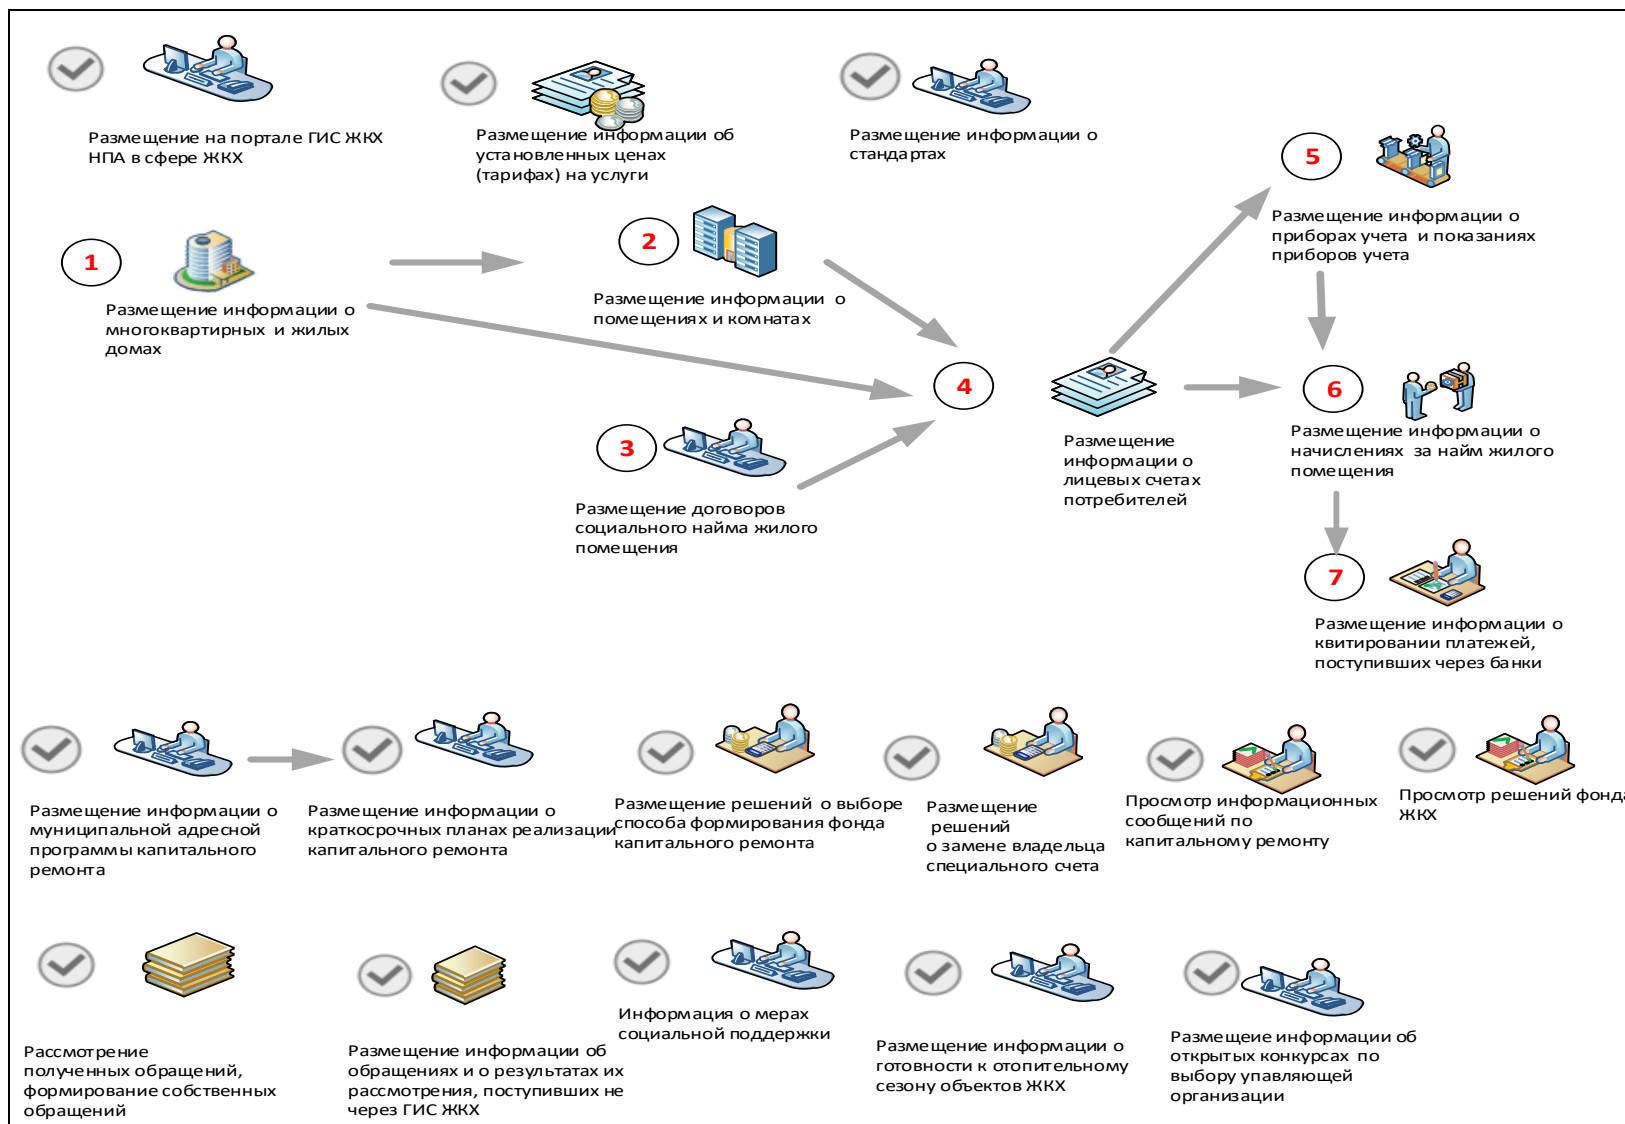 Размещение на портале ГИС ЖКХ
НПА в сфере ЖКХ
Размещение информации об
установленных ценах
(тарифах) на услуги
Размещение информации о
стандартах
5
Размещение информации о
приборах учета и показаниях
приборов учета
1
Размещение информации о
многоквартирных и жилых
домах
2
Размещение информации о
помещениях и комнатах
4
Размещение
информации о
лицевых счетах
потребителей
6
Размещение информации о
начислениях за найм жилого
помещения
3
Размещение договоров
социального найма жилого
помещения
7
Размещение информации о
квитировании платежей,
поступивших через банки
Размещение информации о
муниципальной адресной
программы капитального
ремонта
Размещение информации о
краткосрочных планах реализации
капитального ремонта
Размещение решений о выборе
способа формирования фонда
капитального ремонта
Размещение
решений
о замене владельца
специального счета
Просмотр информационных
сообщений по
капитальному ремонту
Просмотр решений фонда
ЖКХ
Рассмотрение
полученных обращений,
формирование собственных
обращений
Размещение информации об
обращениях и о результатах их
рассмотрения, поступивших не
через ГИС ЖКХ
Информация о мерах
социальной поддержки
Размещение информации о
готовности к отопительному
сезону объектов ЖКХ
Размещеие информации об
открытых конкурсах по
выбору упавляющей
организации